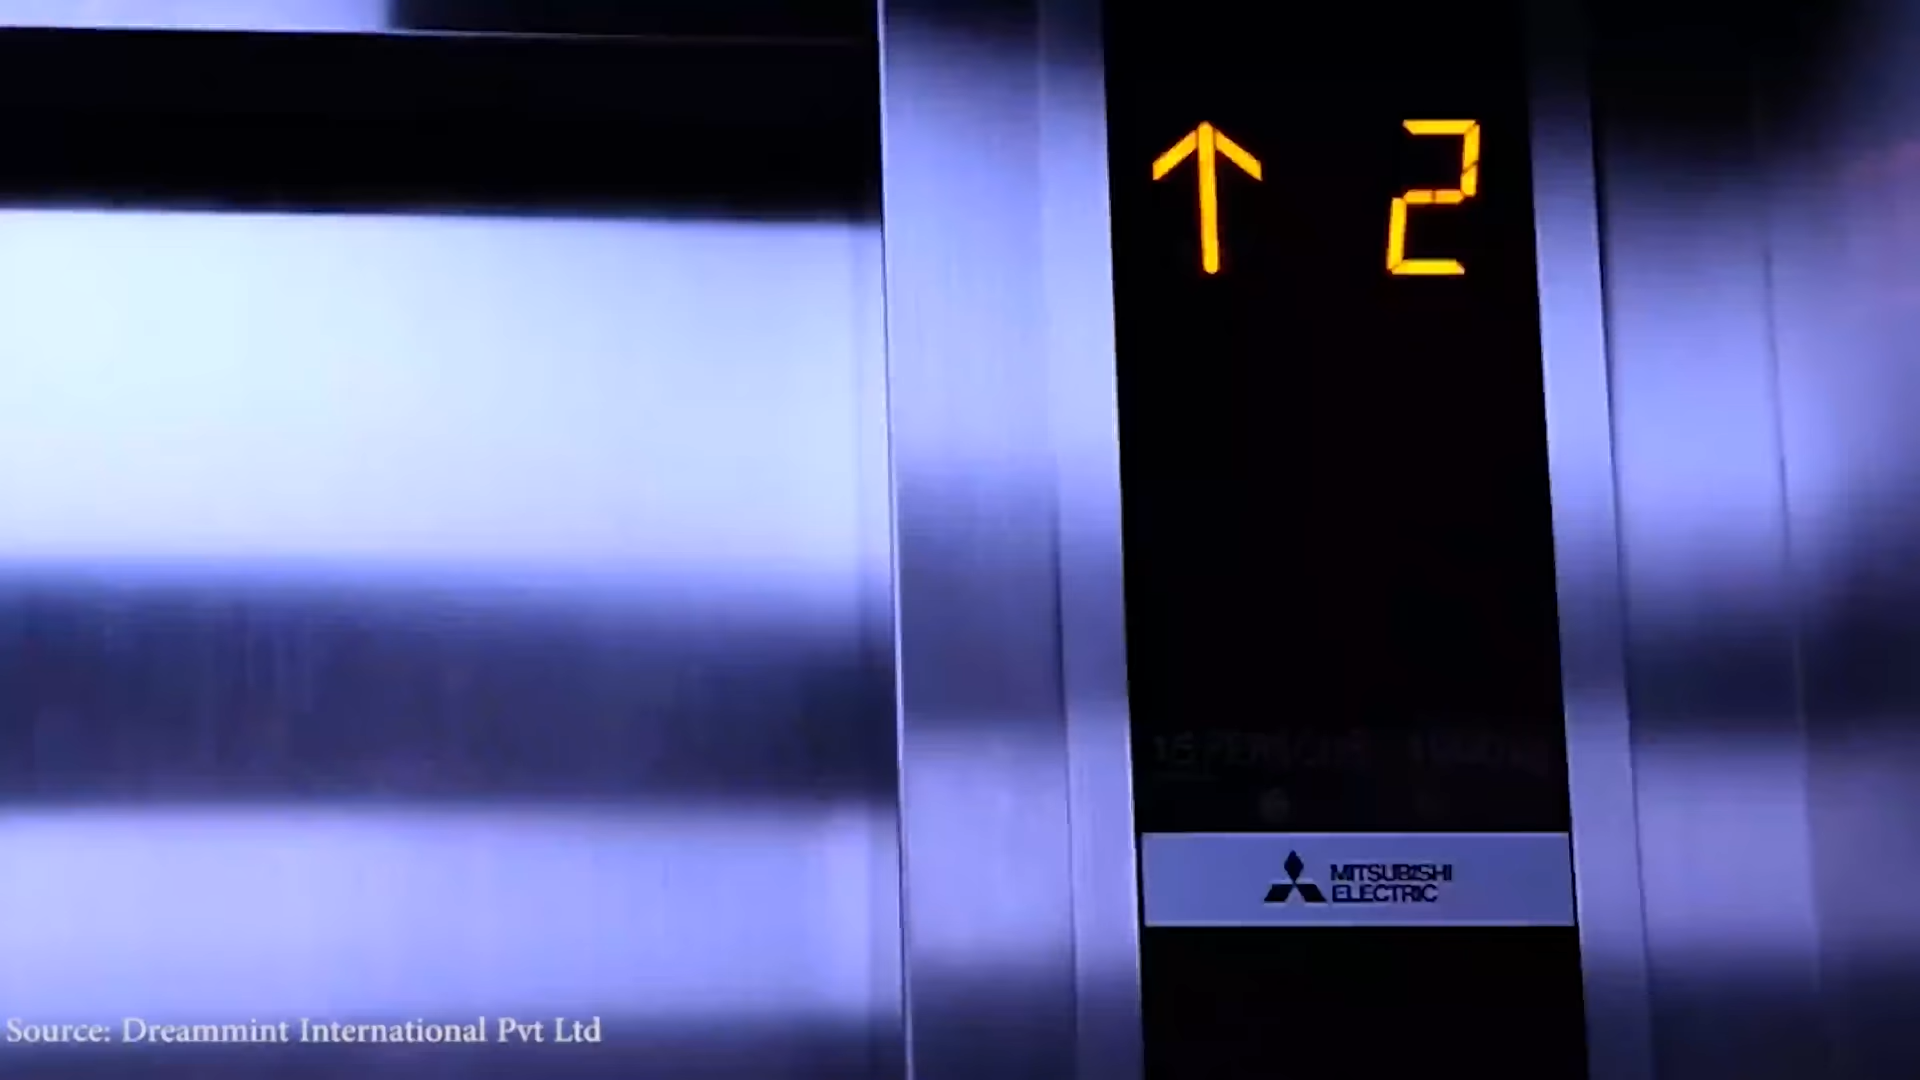 ↑ 2
MITSUBISHI
ELECTRIC
Source: Dreammint International Pvt Ltd